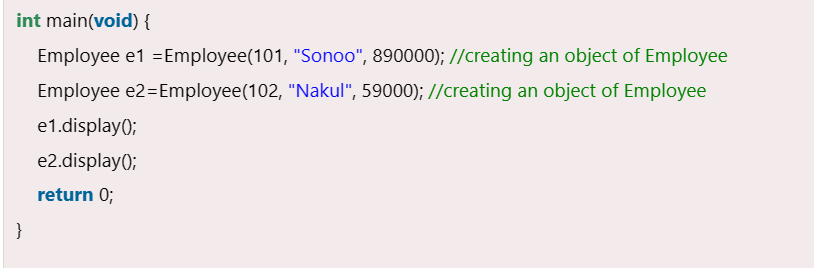 int main(void) {
Employee e1 =Employee(101, "Sonoo", 890000); //creating an object of Employee
Employee e2=Employee(102, "Nakul", 59000); //creating an object of Employee
e1.display();
e2.display();
return 0;
}